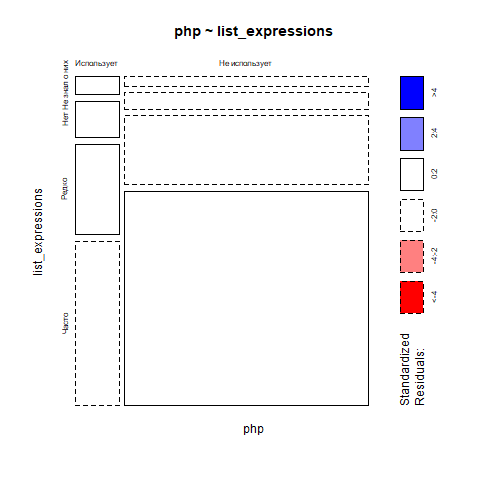 php ~ list_expressions
Использует
Не использует
Не знал о них
Нет
Редко
Часто
list_expressions
php
>4
2:4
0:2
-2:0
-4:-2
<-4
Standardized
Residuals: